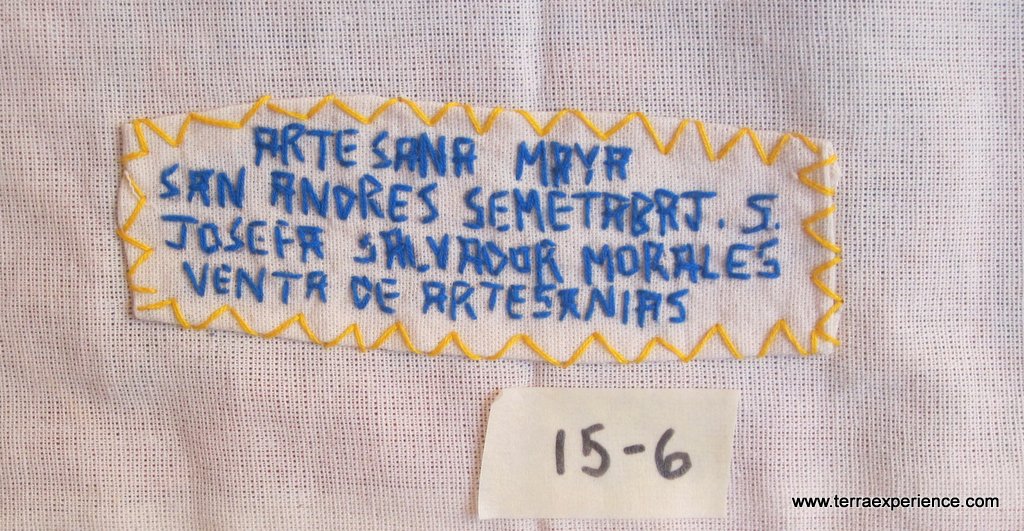 ARTESANA MAYA
SAN ANDRES SEMETABAJ. S.
JOSEFA SALVADOR MORALES
VENTA DE ARTESANIAS
15-6
www.terraexperience.com